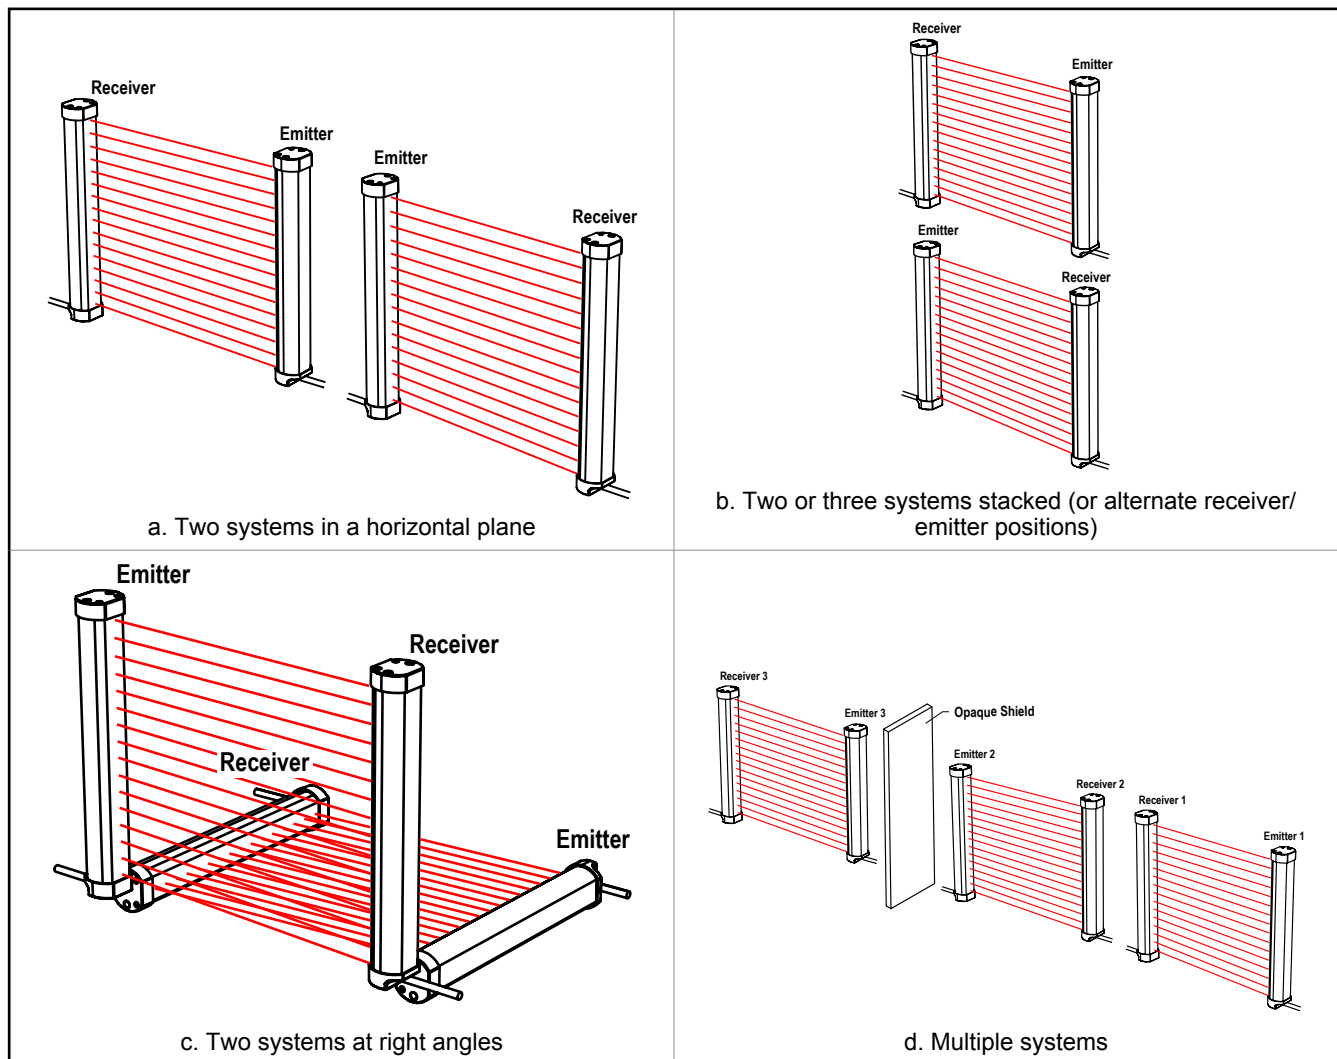 Receiver
Emitter
Emitter
Receiver
a. Two systems in a horizontal plane
Receiver
Emitter
Emitter
Receiver
b. Two or three systems stacked (or alternate receiver/
emitter positions)
Emitter
Receiver
Receiver
Emitter
c. Two systems at right angles
Receiver 3
Emitter 3
Opaque Shield
Emitter 2
Receiver 2
Receiver 1
Emitter 1
d. Multiple systems